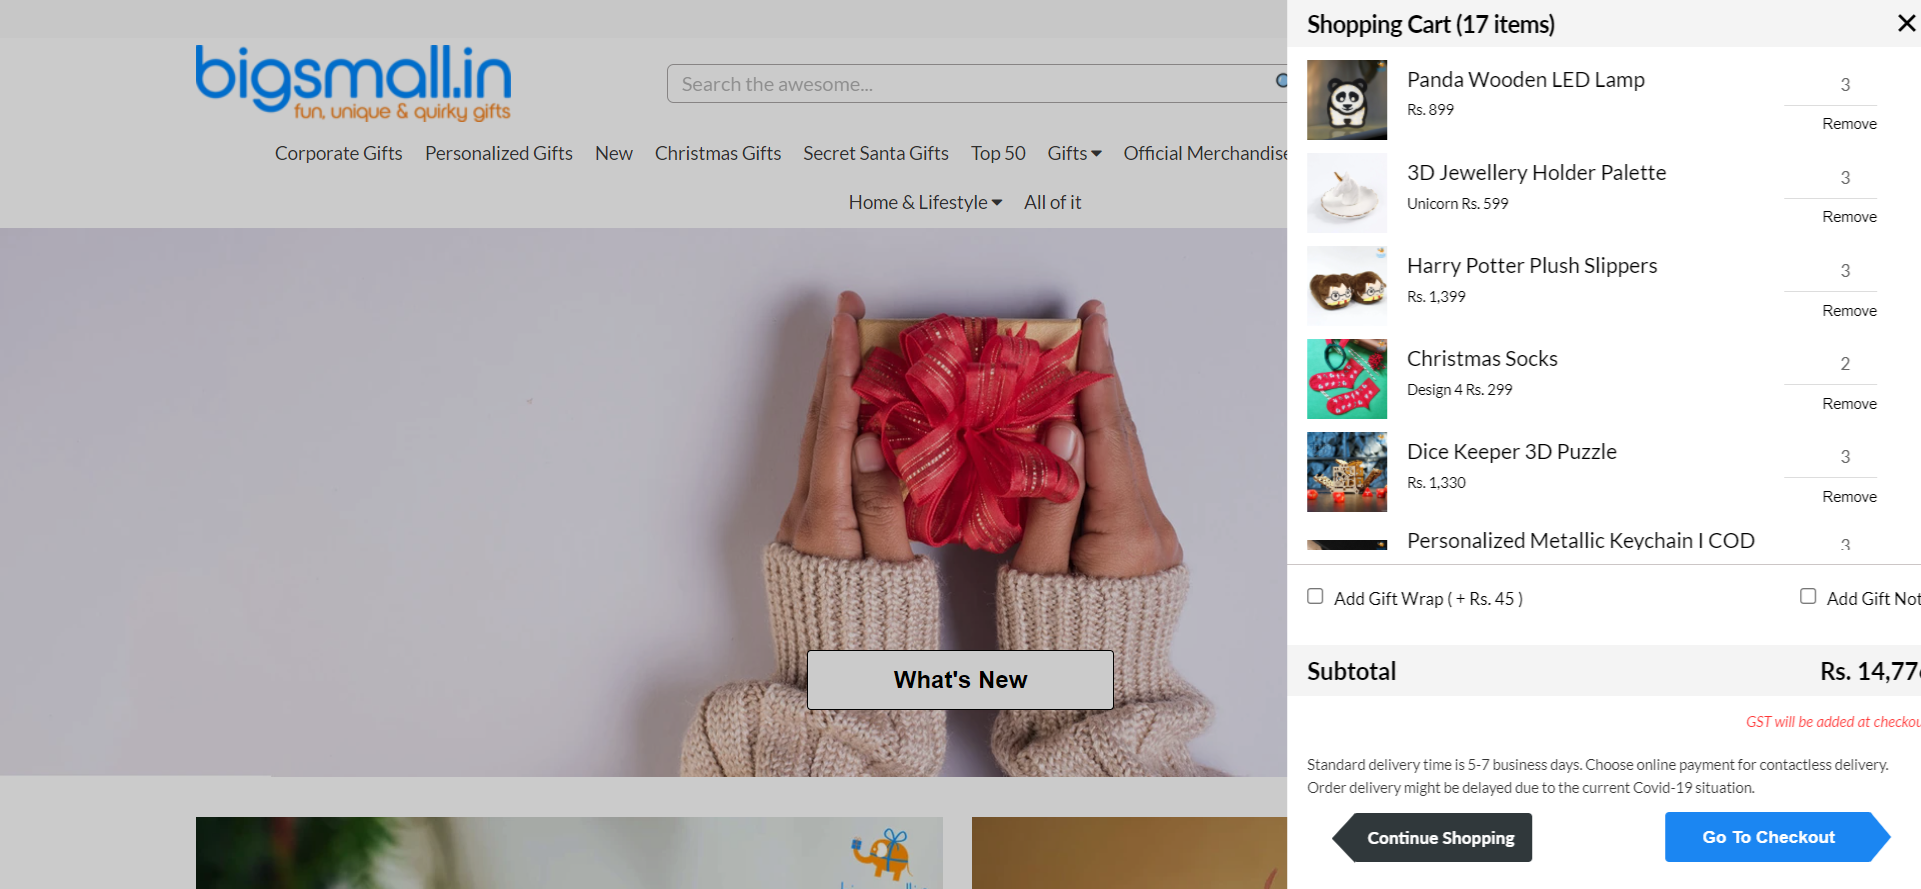 bigsmall.in
fun, unique & quirky gifts
Search the awesome...
Corporate Gifts Personalized Gifts New Christmas Gifts Secret Santa Gifts Top 50 Gifts Official Merchandise
Home & Lifestyle All of it
What's New
Shopping Cart (17 items)
Panda Wooden LED Lamp
Rs. 899
3
Remove
3D Jewellery Holder Palette
Unicorn Rs. 599
3
Remove
Harry Potter Plush Slippers
Rs. 1,399
3
Remove
Christmas Socks
Design 4 Rs. 299
2
Remove
Dice Keeper 3D Puzzle
Rs. 1,330
3
Remove
Personalized Metallic Keychain I COD
3
Add Gift Wrap ( + Rs. 45 )
Add Gift Not
Subtotal
Rs. 14,776
GST will be added at checkou
Standard delivery time is 5-7 business days. Choose online payment for contactless delivery.
Order delivery might be delayed due to the current Covid-19 situation.
Continue Shopping
Go To Checkout